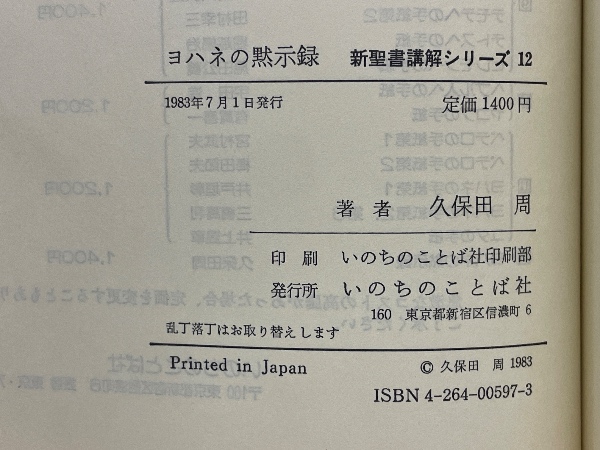 ヨハネの黙示録 新聖書講解シリーズ 12
1983年7月1日発行 定価 1400円
著者 久保田 周
印刷 いのちのことば社印刷部
発行所 いのちのことば社
160 東京都新宿区信濃町 6
乱丁落丁はお取り替えします
Printed in Japan © 久保田 周 1983
ISBN 4-264-00597-3